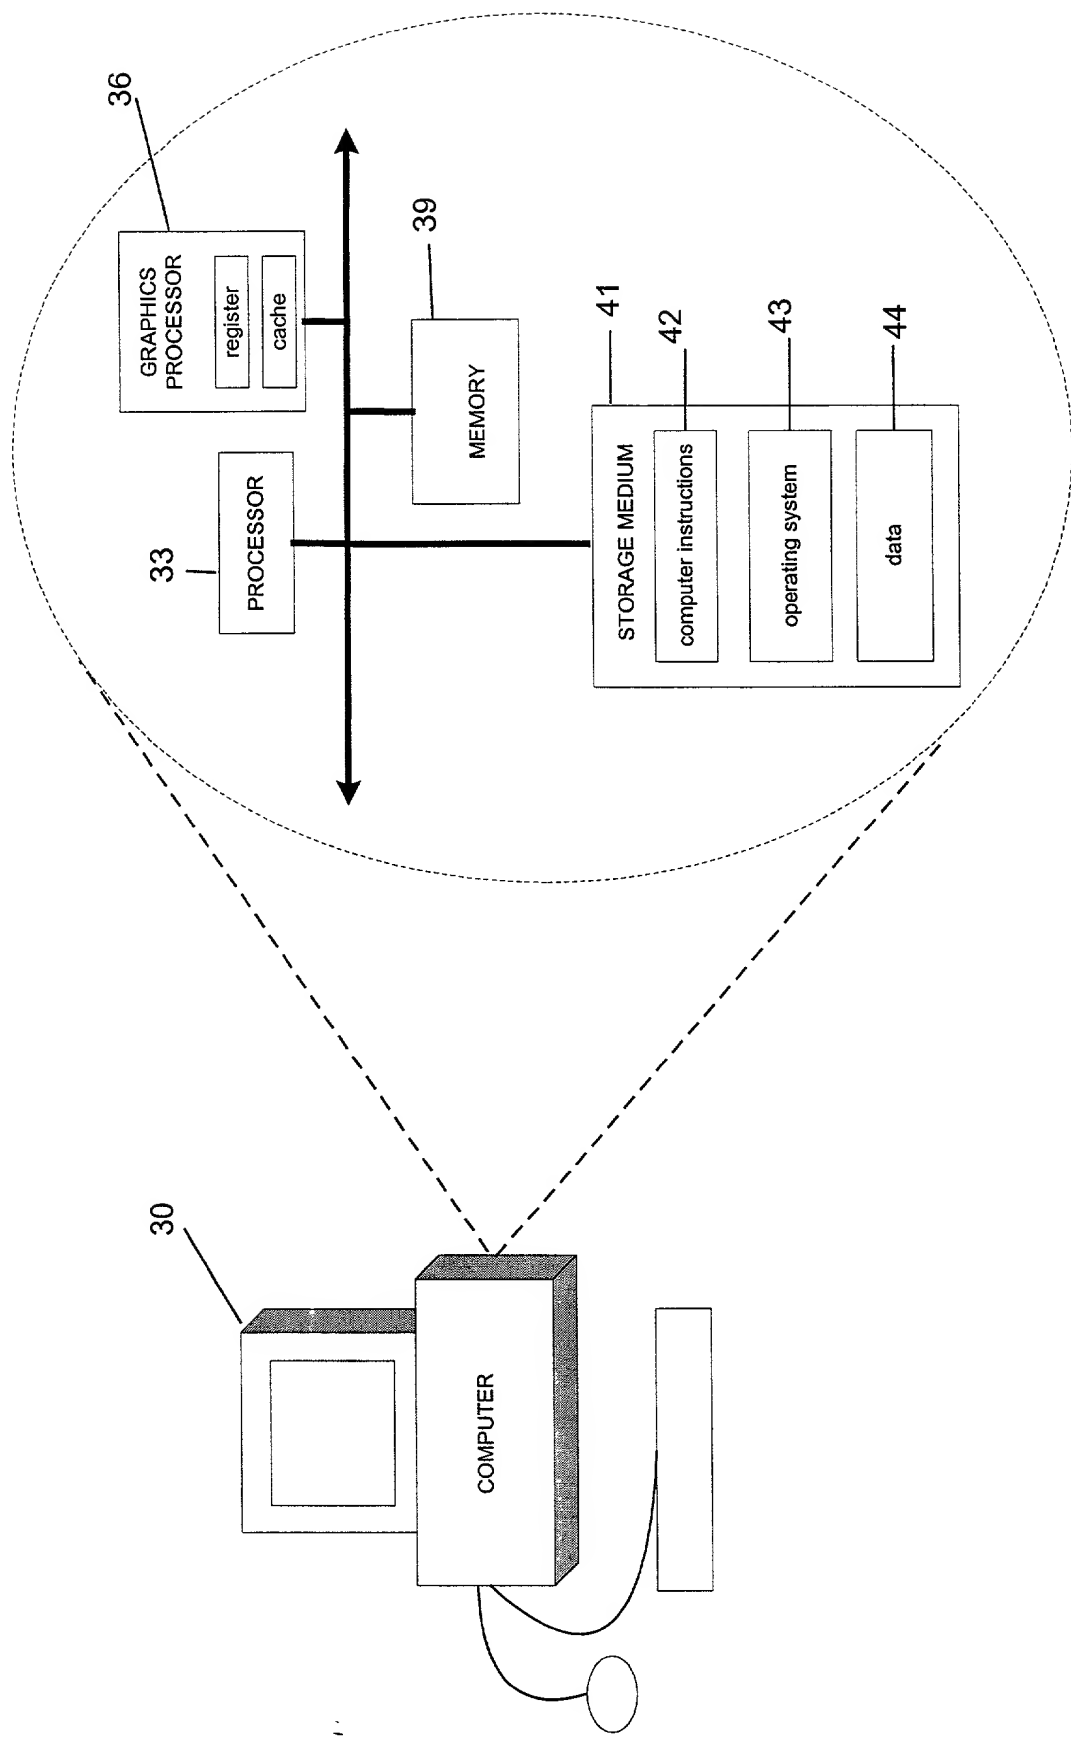 30
COMPUTER
33
PROCESSOR
36
GRAPHICS
PROCESSOR
register
cache
39
MEMORY
41
STORAGE MEDIUM
42
computer instructions
43
operating system
44
data